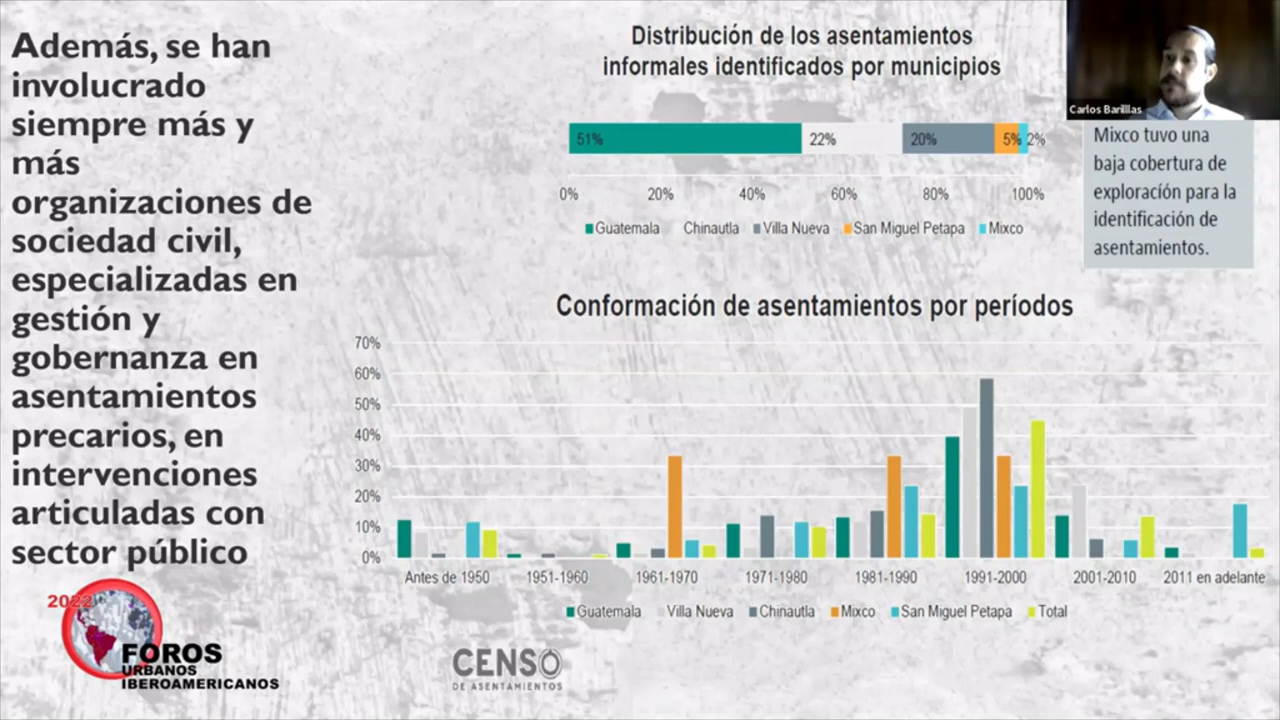 Además, se han
involucrado
siempre más y
más
organizaciones de
sociedad civil,
especializadas en
gestión y
gobernanza en
asentamientos
precarios, en
intervenciones
articuladas con
sector público
2022
FOROS
URBANOS
IBEROAMERICANOS
Distribución de los asentamientos
informales identificados por municipios
51% 22% 20% 5% 2%
0% 20% 40% 60% 80% 100%
Guatemala Chinautla Villa Nueva San Miguel Petapa Mixco
Carlos Barillas
Mixco tuvo una
baja cobertura de
exploración para la
identificación de
asentamientos.
Conformación de asentamientos por períodos
70%
60%
50%
40%
30%
20%
10%
0%
Antes de 1950 1951-1960 1961-1970 1971-1980 1981-1990 1991-2000 2001-2010 2011 en adelante
Guatemala Villa Nueva Chinautla Mixco San Miguel Petapa Total
CENSO
DE ASENTAMIENTOS